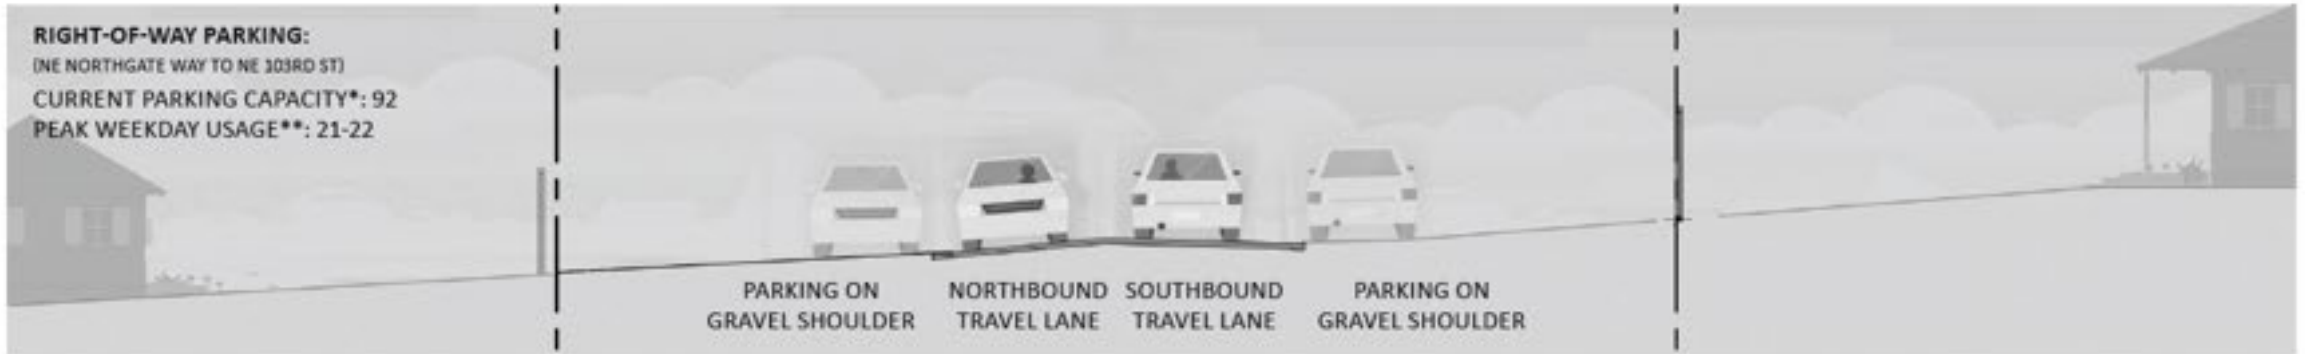 RIGHT-OF-WAY PARKING:
(NE NORTHGATE WAY TO NE 103RD ST)
CURRENT PARKING CAPACITY*: 92
PEAK WEEKDAY USAGE**: 21-22
PARKING ON
GRAVEL SHOULDER
NORTHBOUND
TRAVEL LANE
SOUTHBOUND
TRAVEL LANE
PARKING ON
GRAVEL SHOULDER